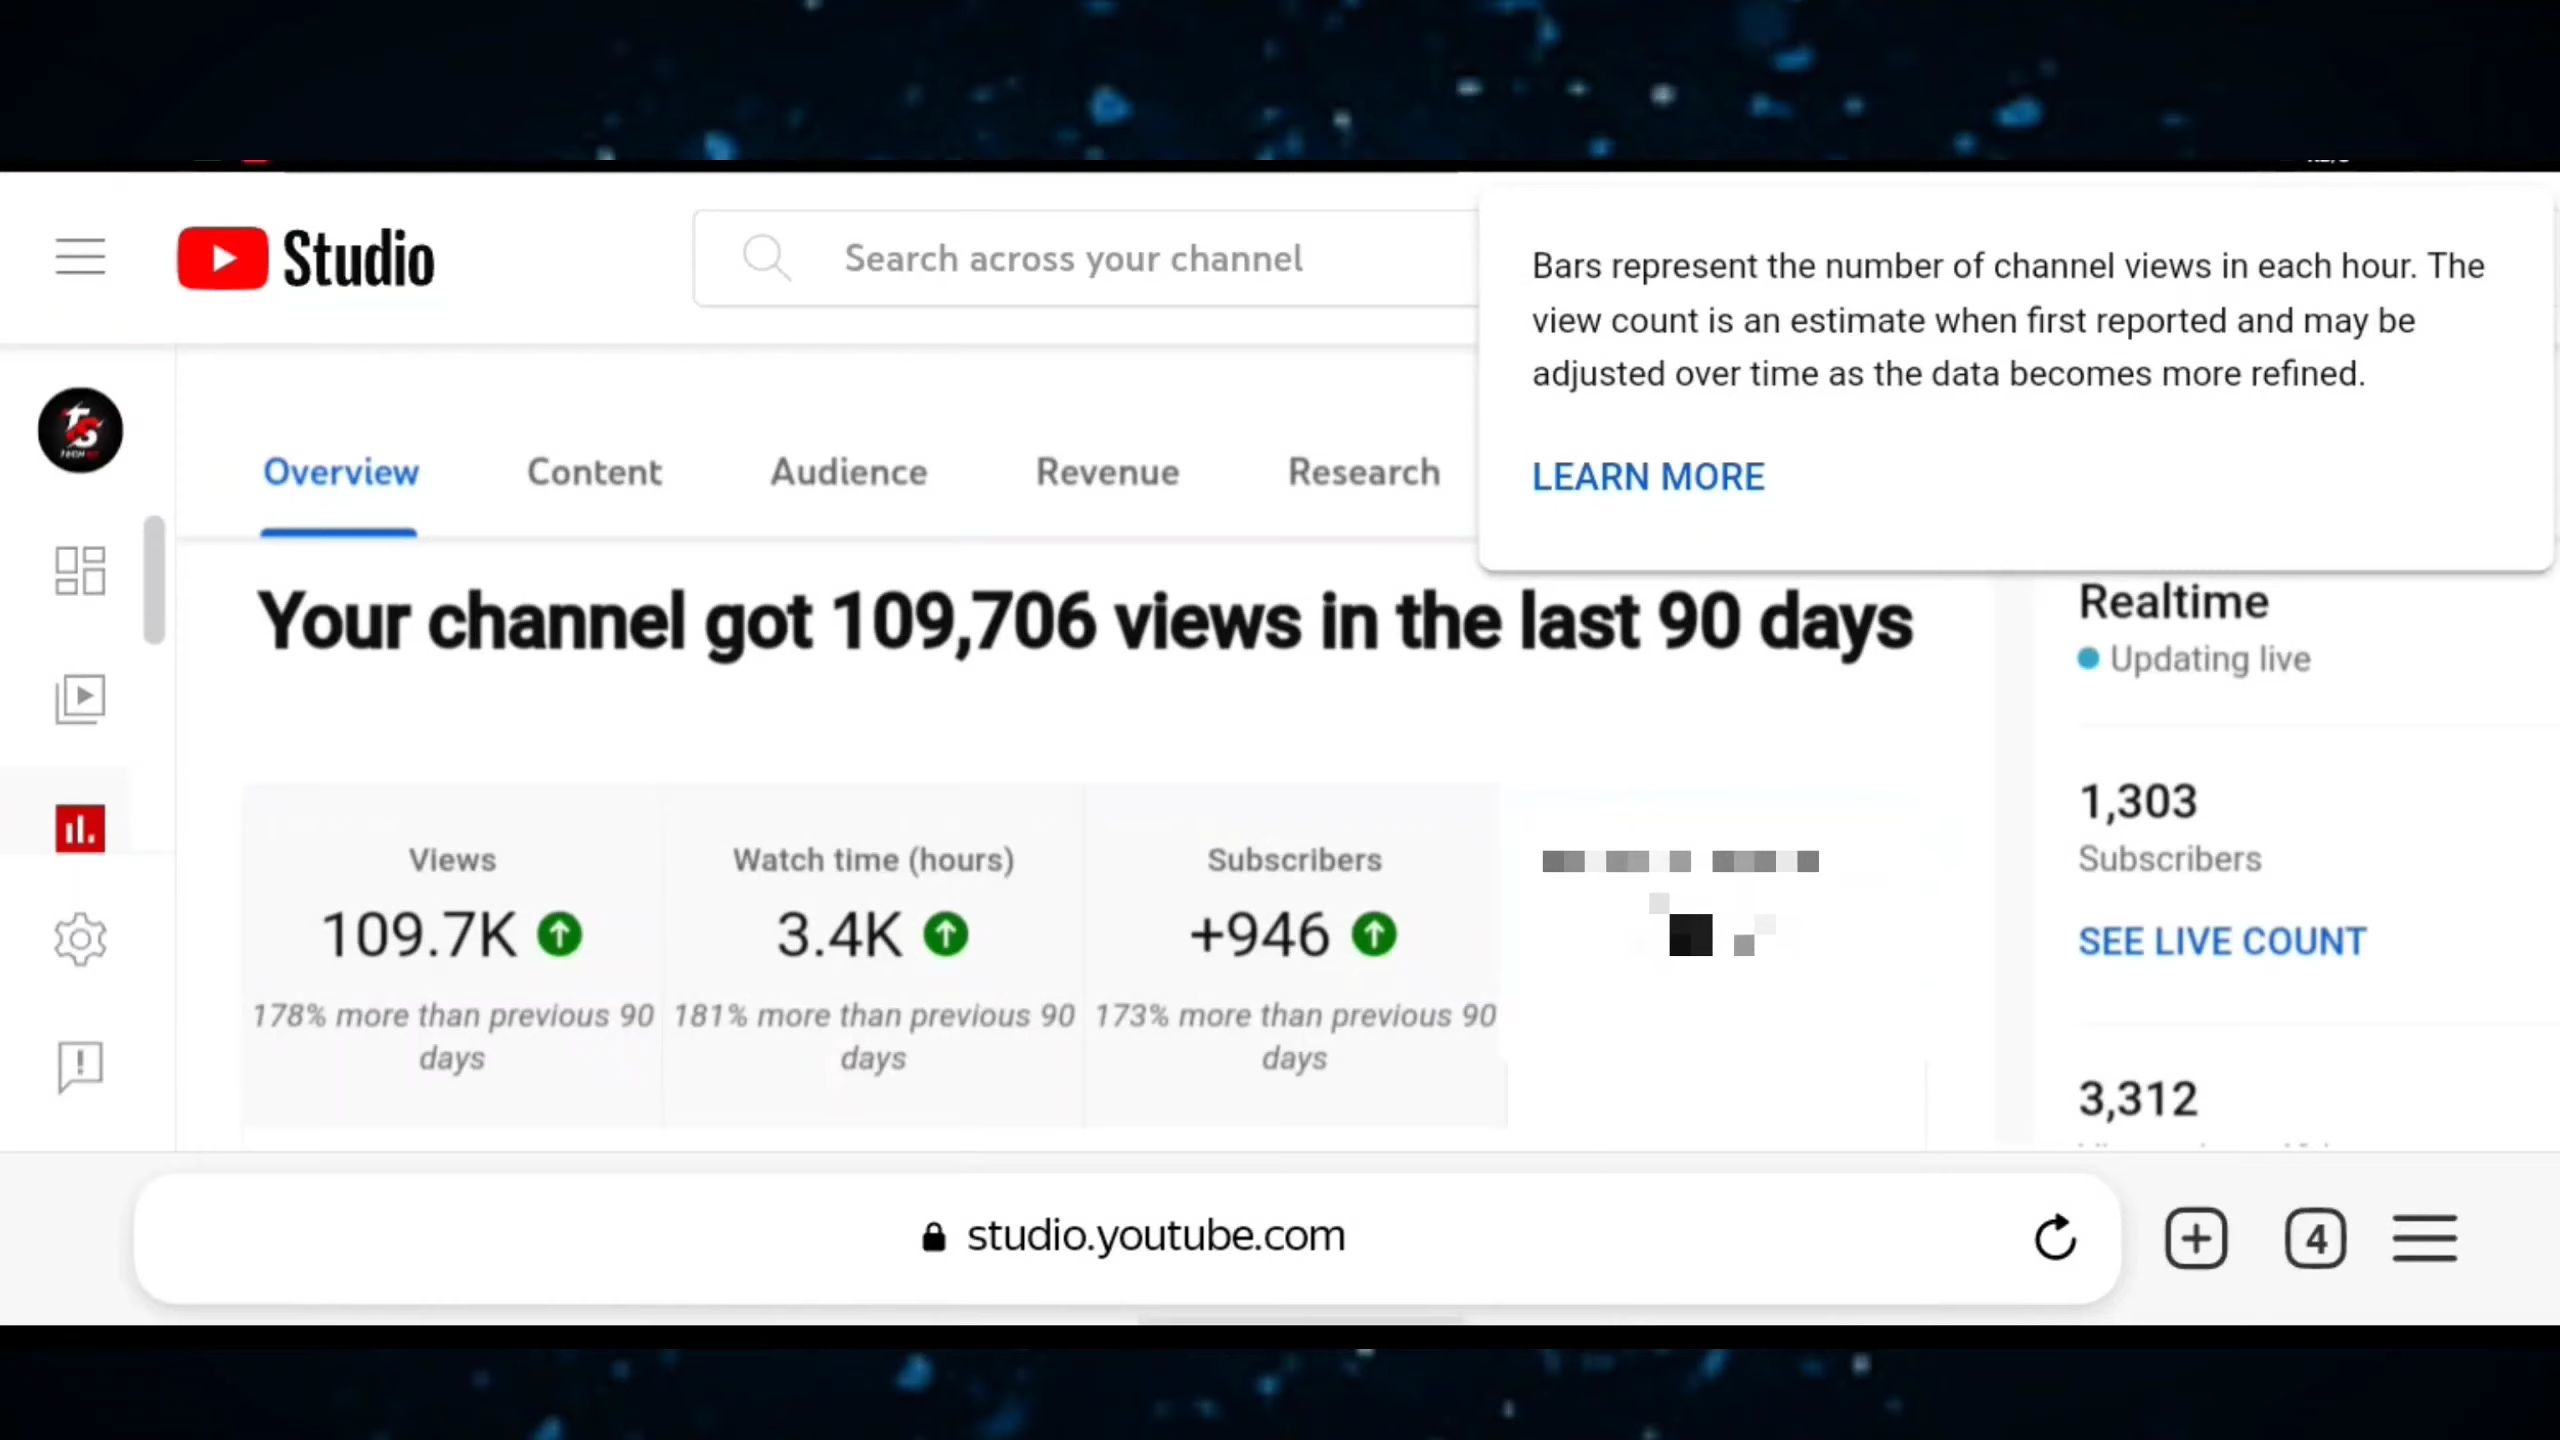 Studio
Search across your channel
Bars represent the number of channel views in each hour. The
view count is an estimate when first reported and may be
adjusted over time as the data becomes more refined.
LEARN MORE
Overview
Content
Audience
Revenue
Research
Your channel got 109,706 views in the last 90 days
Realtime
Updating live
1,303
Subscribers
SEE LIVE COUNT
3,312
Views
109.7K
178% more than previous 90
days
Watch time (hours)
3.4K
181% more than previous 90
days
Subscribers
+946
173% more than previous 90
days
studio.youtube.com
4